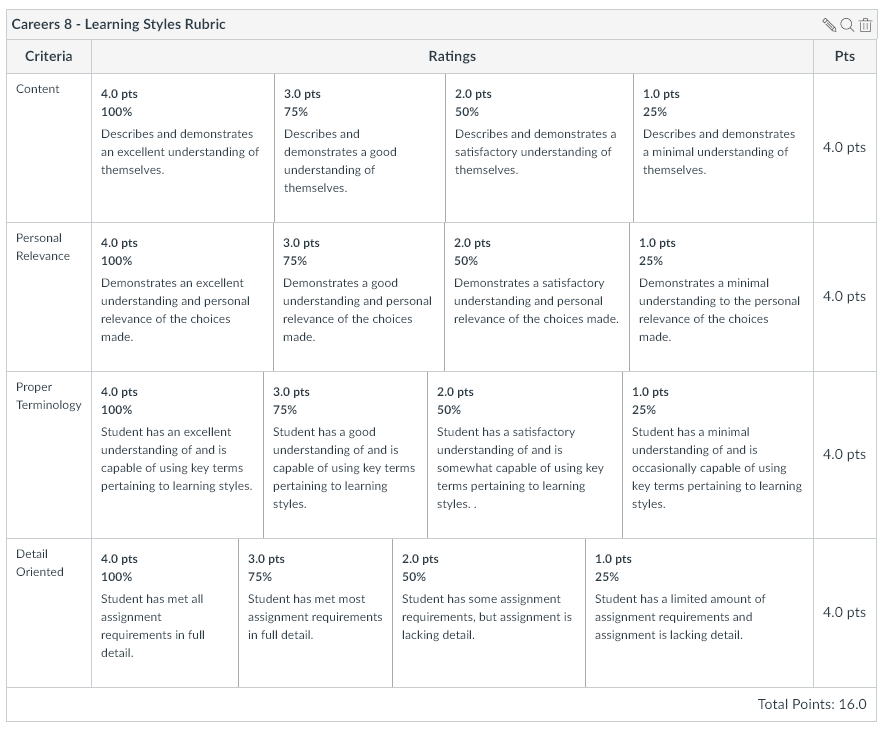 Careers 8 - Learning Styles Rubric
Criteria
Ratings
Pts
Content
4.0 pts
100%
Describes and demonstrates
an excellent understanding of
themselves.
3.0 pts
75%
Describes and
demonstrates a good
understanding of
themselves.
2.0 pts
50%
Describes and demonstrates a
satisfactory understanding of
themselves.
1.0 pts
25%
Describes and demonstrates
a minimal understanding of
themselves.
4.0 pts
Personal
Relevance
4.0 pts
100%
Demonstrates an excellent
understanding and personal
relevance of the choices
made.
3.0 pts
75%
Demonstrates a good
understanding and personal
relevance of the choices
made.
2.0 pts
50%
Demonstrates a satisfactory
understanding and personal
relevance of the choices made.
1.0 pts
25%
Demonstrates a minimal
understanding to the personal
relevance of the choices
made.
4.0 pts
Proper
Terminology
4.0 pts
100%
Student has an excellent
understanding of and is
capable of using key terms
pertaining to learning styles.
3.0 pts
75%
Student has a good
understanding of and is
capable of using key terms
pertaining to learning
styles.
2.0 pts
50%
Student has a satisfactory
understanding of and is
somewhat capable of using key
terms pertaining to learning
styles. .
1.0 pts
25%
Student has a minimal
understanding of and is
occasionally capable of using
key terms pertaining to learning
styles.
4.0 pts
Detail
Oriented
4.0 pts
100%
Student has met all
assignment
requirements in full
detail.
3.0 pts
75%
Student has met most
assignment requirements
in full detail.
2.0 pts
50%
Student has some assignment
requirements, but assignment is
lacking detail.
1.0 pts
25%
Student has a limited amount of
assignment requirements and
assignment is lacking detail.
4.0 pts
Total Points: 16.0